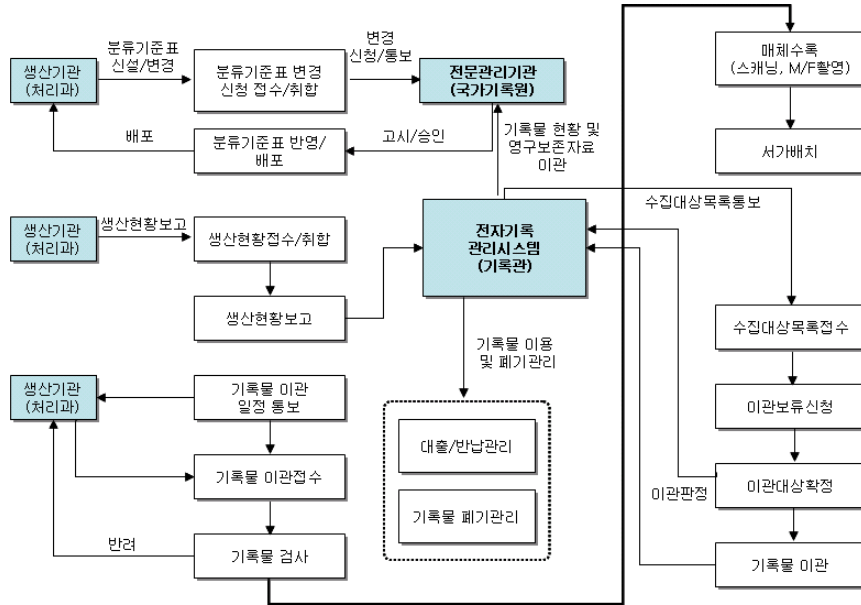 생산기관
(처리과)
분류기준표
신설/변경
분류기준표 변경
신청 접수/취합
변경
신청/통보
전문관리기관
(국가기록원)
매체수록
(스캐닝, M/F촬영)
배포
분류기준표 반영/
배포
고시/승인
기록물 현황 및
영구보존자료
이관
서가배치
생산기관
(처리과)
생산현황보고
생산현황접수/취합
전자기록
관리시스템
(기록관)
수집대상목록통보
생산현황보고
수집대상목록접수
기록물 이용
및 폐기관리
생산기관
(처리과)
기록물 이관
일정 통보
이관보류신청
대출/반납관리
기록물 이관접수
이관판정
이관대상확정
기록물 폐기관리
반려
기록물 검사
기록물 이관